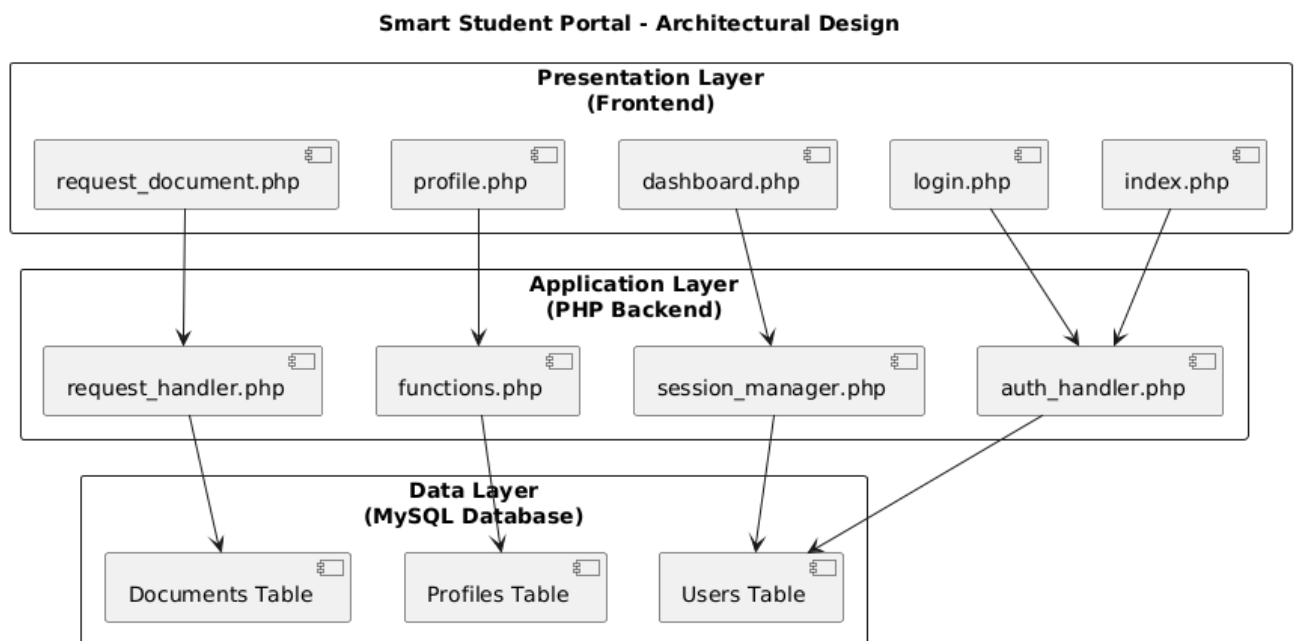 Smart Student Portal - Architectural Design
Presentation Layer
(Frontend)
request_document.php
profile.php
dashboard.php
login.php
index.php
Application Layer
(PHP Backend)
request_handler.php
functions.php
session_manager.php
auth_handler.php
Data Layer
(MySQL Database)
Documents Table
Profiles Table
Users Table